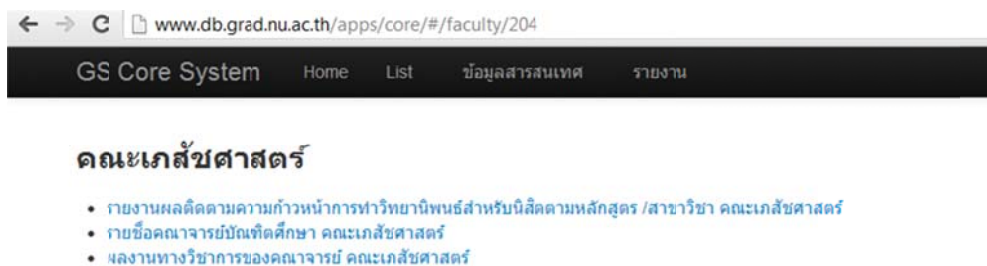 www.db.grad.nu.ac.th/apps/core/#/faculty/204
GS Core System Home List ข้อมูลสารสนเทศ รายงาน
คณะเภสัชศาสตร์
รายงานผลติดตามความก้าวหน้าการทำวิทยานิพนธ์สำหรับนิสิตตามหลักสูตร /สาขาวิชา คณะเภสัชศาสตร์
รายชื่อคณาจารย์บัณฑิตศึกษา คณะเภสัชศาสตร์
ผลงานทางวิชาการของคณาจารย์ คณะเภสัชศาสตร์